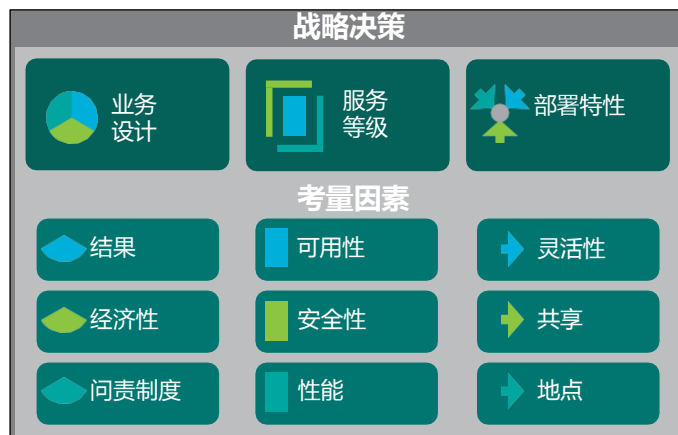 战略决策
业务
设计
服务
等级
部署特性
考量因素
结果
可用性
灵活性
经济性
安全性
共享
问责制度
性能
地点